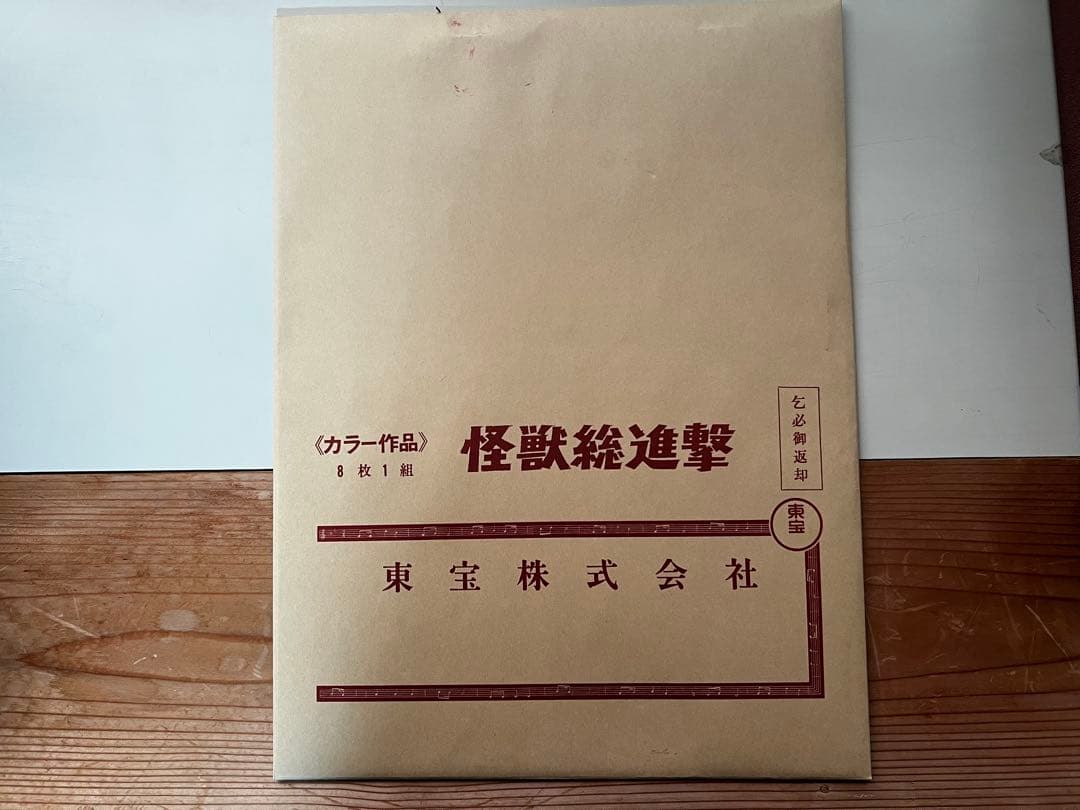 《カラー作品》
8枚1組
怪獣総進撃
乞必御返却
東宝
東宝株式会社